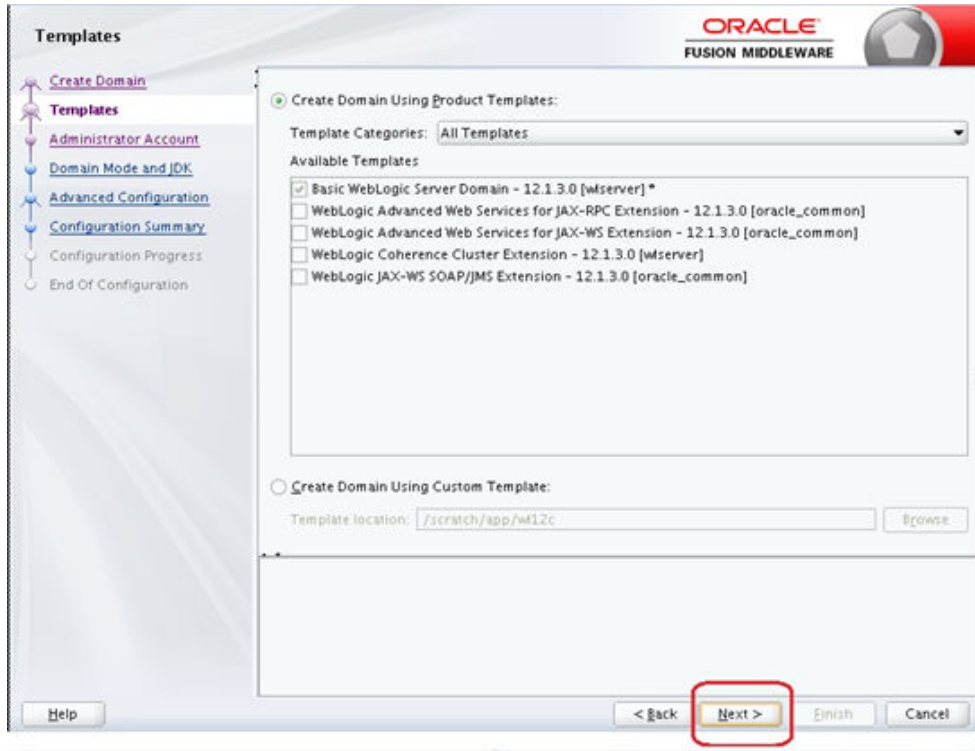 Templates
ORACLE
FUSION MIDDLEWARE
Create Domain
Templates
Administrator Account
Domain Mode and JDK
Advanced Configuration
Configuration Summary
Configuration Progress
End Of Configuration
Create Domain Using Product Templates:
Template Categories: All Templates
Available Templates
Basic WebLogic Server Domain - 12.1.3.0 [wlserver] *
WebLogic Advanced Web Services for JAX-RPC Extension - 12.1.3.0 [oracle_common]
WebLogic Advanced Web Services for JAX-WS Extension - 12.1.3.0 [oracle_common]
WebLogic Coherence Cluster Extension - 12.1.3.0 [wlserver]
WebLogic JAX-WS SOAP/JMS Extension - 12.1.3.0 [oracle_common]
Create Domain Using Custom Template:
Template location: /scratch/app/wl12c Browse
Help < Back Next > Finish Cancel